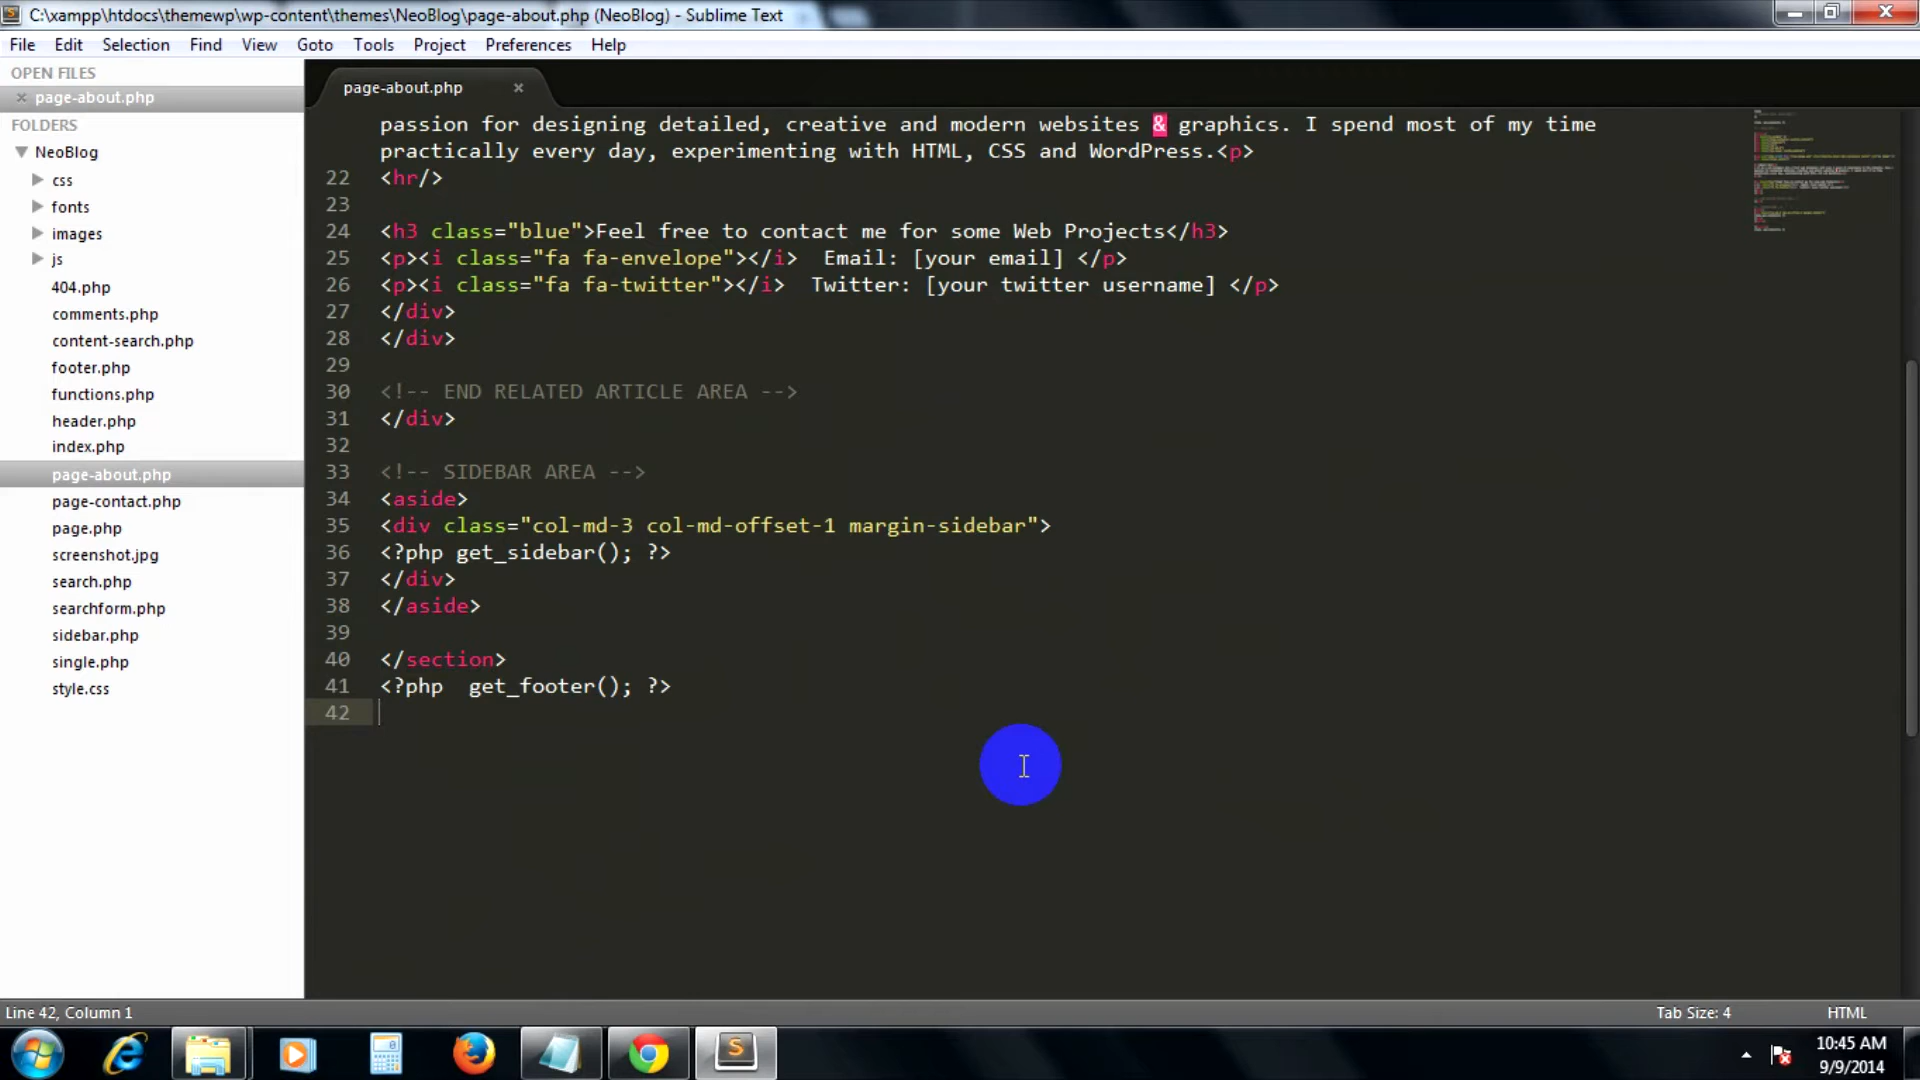 C:\xampp\htdocs\themewp\wp-content\themes\NeoBlog\page-about.php (NeoBlog) - Sublime Text
File Edit Selection Find View Goto Tools Project Preferences Help
OPEN FILES
page-about.php
FOLDERS
NeoBlog
css
fonts
images
js
404.php
comments.php
content-search.php
footer.php
functions.php
header.php
index.php
page-about.php
page-contact.php
page.php
screenshot.jpg
search.php
searchform.php
sidebar.php
single.php
style.css
page-about.php
passion for designing detailed, creative and modern websites & graphics. I spend most of my time
practically every day, experimenting with HTML, CSS and WordPress.<p>
22 <hr/>
23
24 <h3 class="blue">Feel free to contact me for some Web Projects</h3>
25 <p><i class="fa fa-envelope"></i>  Email: [your email] </p>
26 <p><i class="fa fa-twitter"></i>  Twitter: [your twitter username] </p>
27 </div>
28 </div>
29
30 <!-- END RELATED ARTICLE AREA -->
31 </div>
32
33 <!-- SIDEBAR AREA -->
34 <aside>
35 <div class="col-md-3 col-md-offset-1 margin-sidebar">
36 <?php get_sidebar(); ?>
37 </div>
38 </aside>
39
40 </section>
41 <?php  get_footer(); ?>
42
Line 42, Column 1
Tab Size: 4
HTML
10:45 AM
9/9/2014